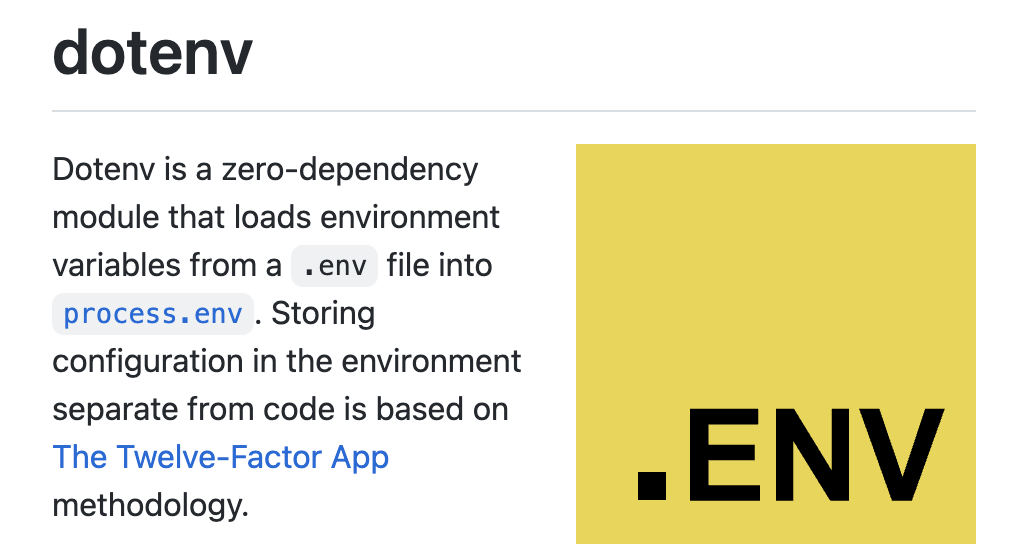 dotenv
Dotenv is a zero-dependency
module that loads environment
variables from a .env file into
process.env. Storing
configuration in the environment
separate from code is based on
The Twelve-Factor App
methodology.
.ENV